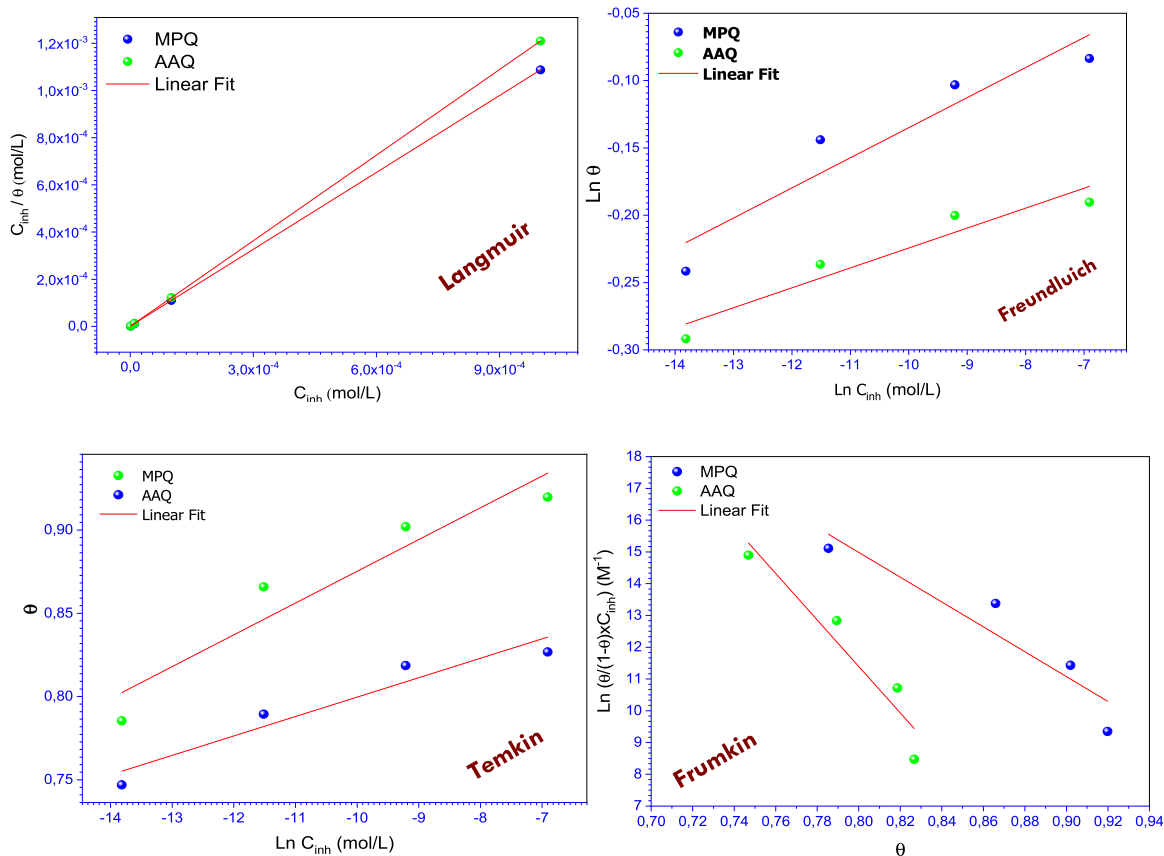 MPQ
AAQ
Linear Fit
1,2x10⁻³
1,0x10⁻³
8,0x10⁻⁴
6,0x10⁻⁴
4,0x10⁻⁴
2,0x10⁻⁴
0,0
C_inh / θ (mol/L)
Langmuir
0,0 3,0x10⁻⁴ 6,0x10⁻⁴ 9,0x10⁻⁴
C_inh (mol/L)
MPQ
AAQ
Linear Fit
-0,05
-0,10
-0,15
-0,20
-0,25
-0,30
Ln θ
Freundluich
-14 -13 -12 -11 -10 -9 -8 -7
Ln C_inh (mol/L)
MPQ
AAQ
Linear Fit
0,90
0,85
0,80
0,75
θ
Temkin
-14 -13 -12 -11 -10 -9 -8 -7
Ln C_inh (mol/L)
MPQ
AAQ
Linear Fit
18
17
16
15
14
13
12
11
10
9
8
7
Ln (θ/(1-θ)xC_inh) (M⁻¹)
Frumkin
0,70 0,72 0,74 0,76 0,78 0,80 0,82 0,84 0,86 0,88 0,90 0,92 0,94
θ